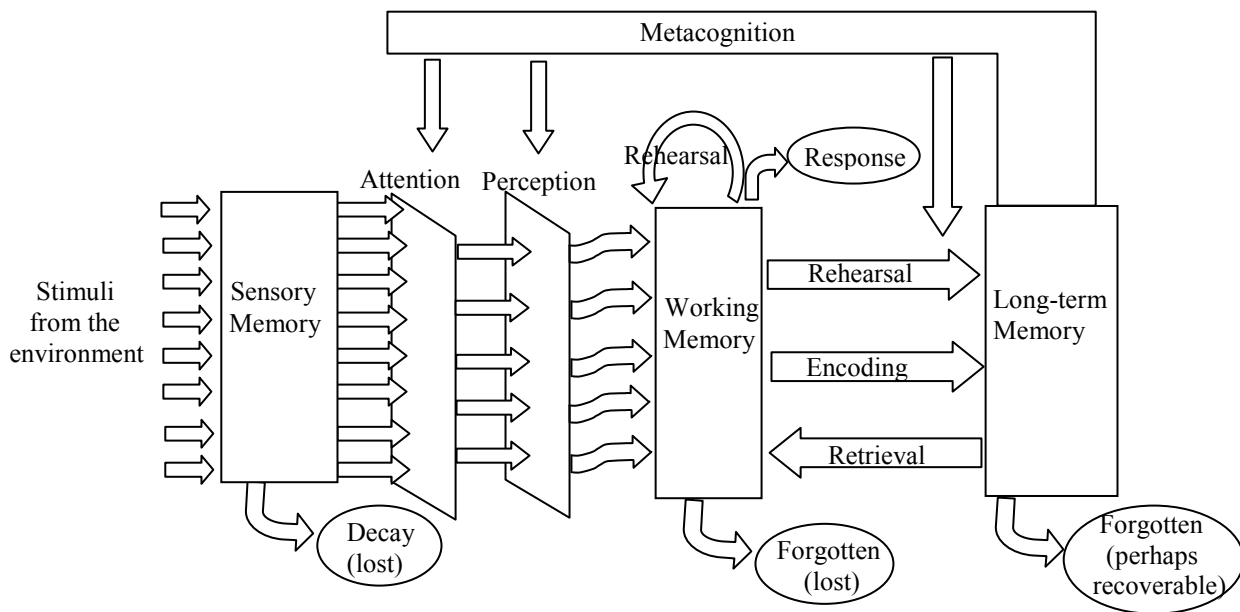 Metacognition
Rehearsal
Response
Attention
Perception
Stimuli
from the
environment
Sensory
Memory
Working
Memory
Rehearsal
Encoding
Retrieval
Long-term
Memory
Decay
(lost)
Forgotten
(lost)
Forgotten
(perhaps
recoverable)